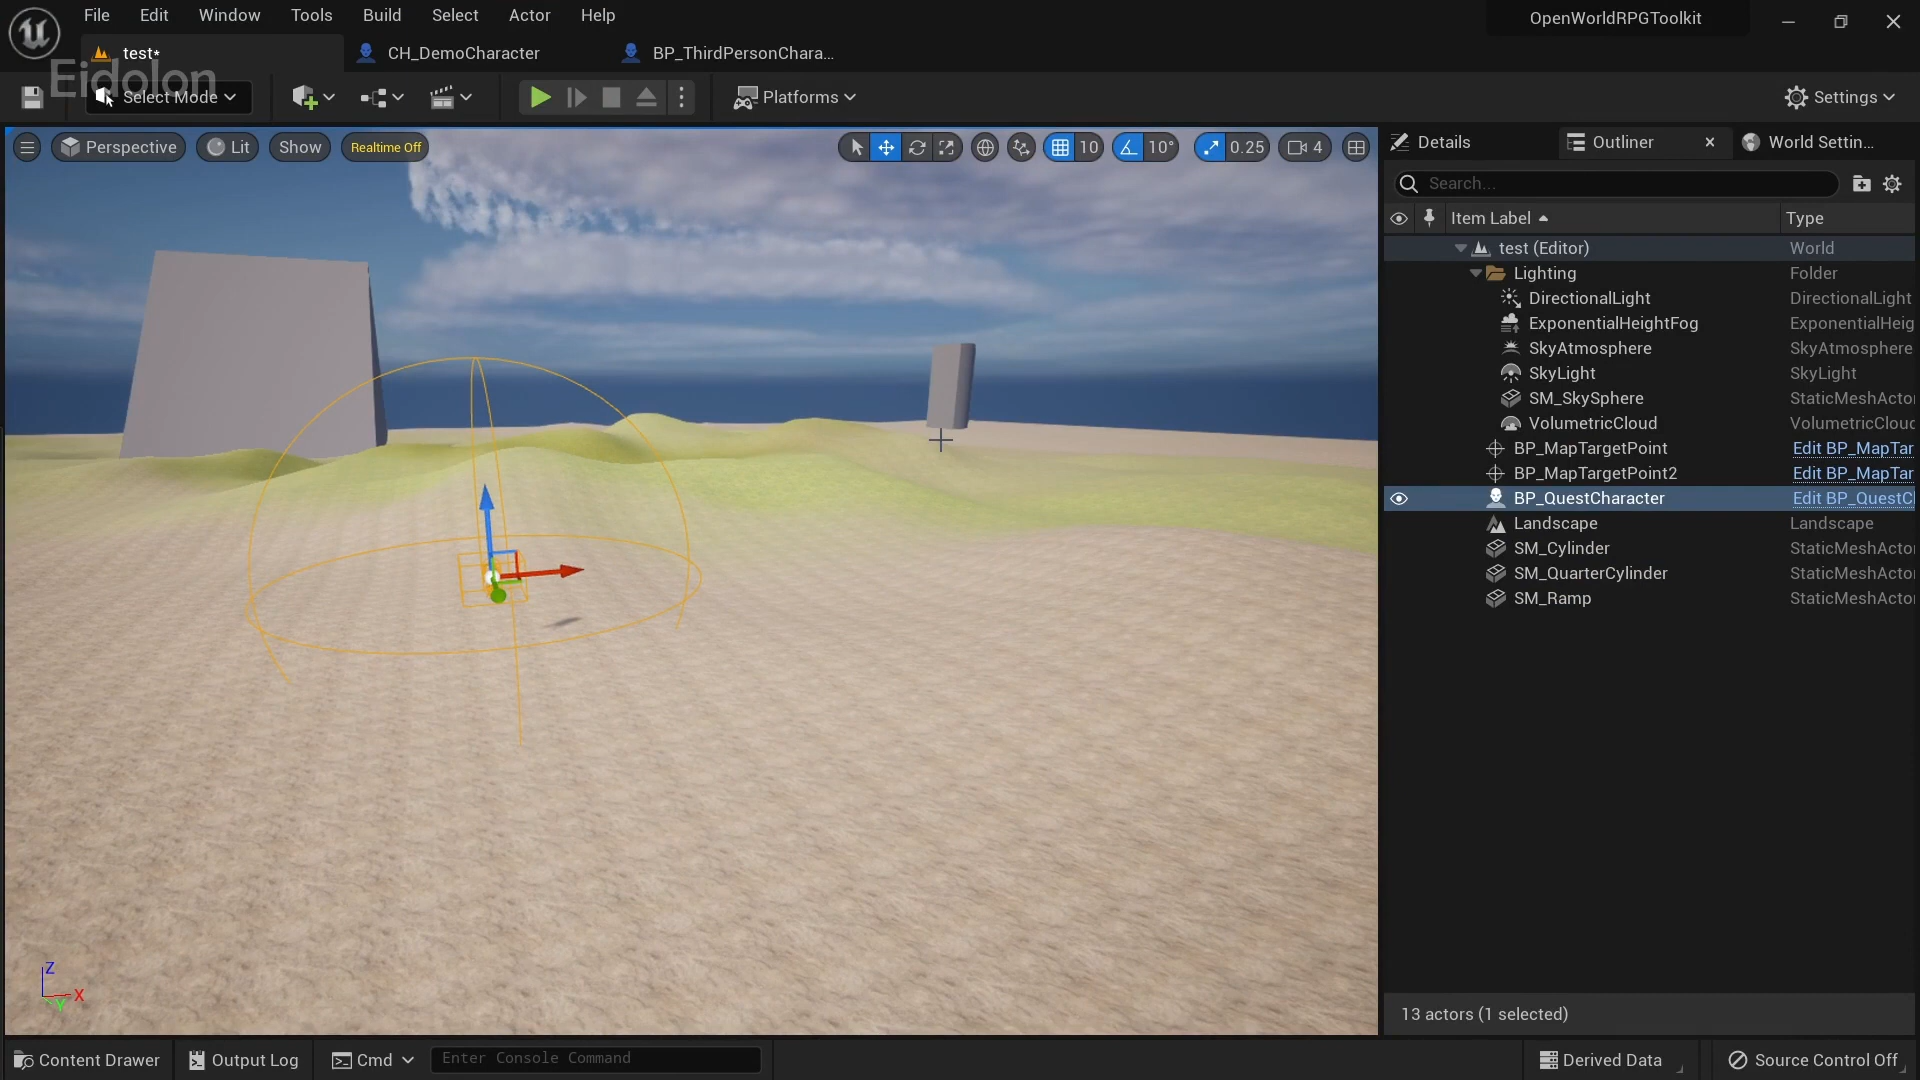 File Edit Window Tools Build Select Actor Help
OpenWorldRPGToolkit
test*
CH_DemoCharacter
BP_ThirdPersonChara...
Eidolon
Select Mode
Platforms
Settings
Perspective
Lit
Show
Realtime Off
10
10°
0.25
4
Details
Outliner
World Settin...
Search...
Item Label
Type
test (Editor)
World
Lighting
Folder
DirectionalLight
DirectionalLight
ExponentialHeightFog
ExponentialHeig
SkyAtmosphere
SkyAtmosphere
SkyLight
SkyLight
SM_SkySphere
StaticMeshActo
VolumetricCloud
VolumetricCloud
BP_MapTargetPoint
Edit BP_MapTar
BP_MapTargetPoint2
Edit BP_MapTar
BP_QuestCharacter
Edit BP_QuestC
Landscape
Landscape
SM_Cylinder
StaticMeshActo
SM_QuarterCylinder
StaticMeshActo
SM_Ramp
StaticMeshActo
Z
X
Y
13 actors (1 selected)
Content Drawer
Output Log
Cmd
Enter Console Command
Derived Data
Source Control Off